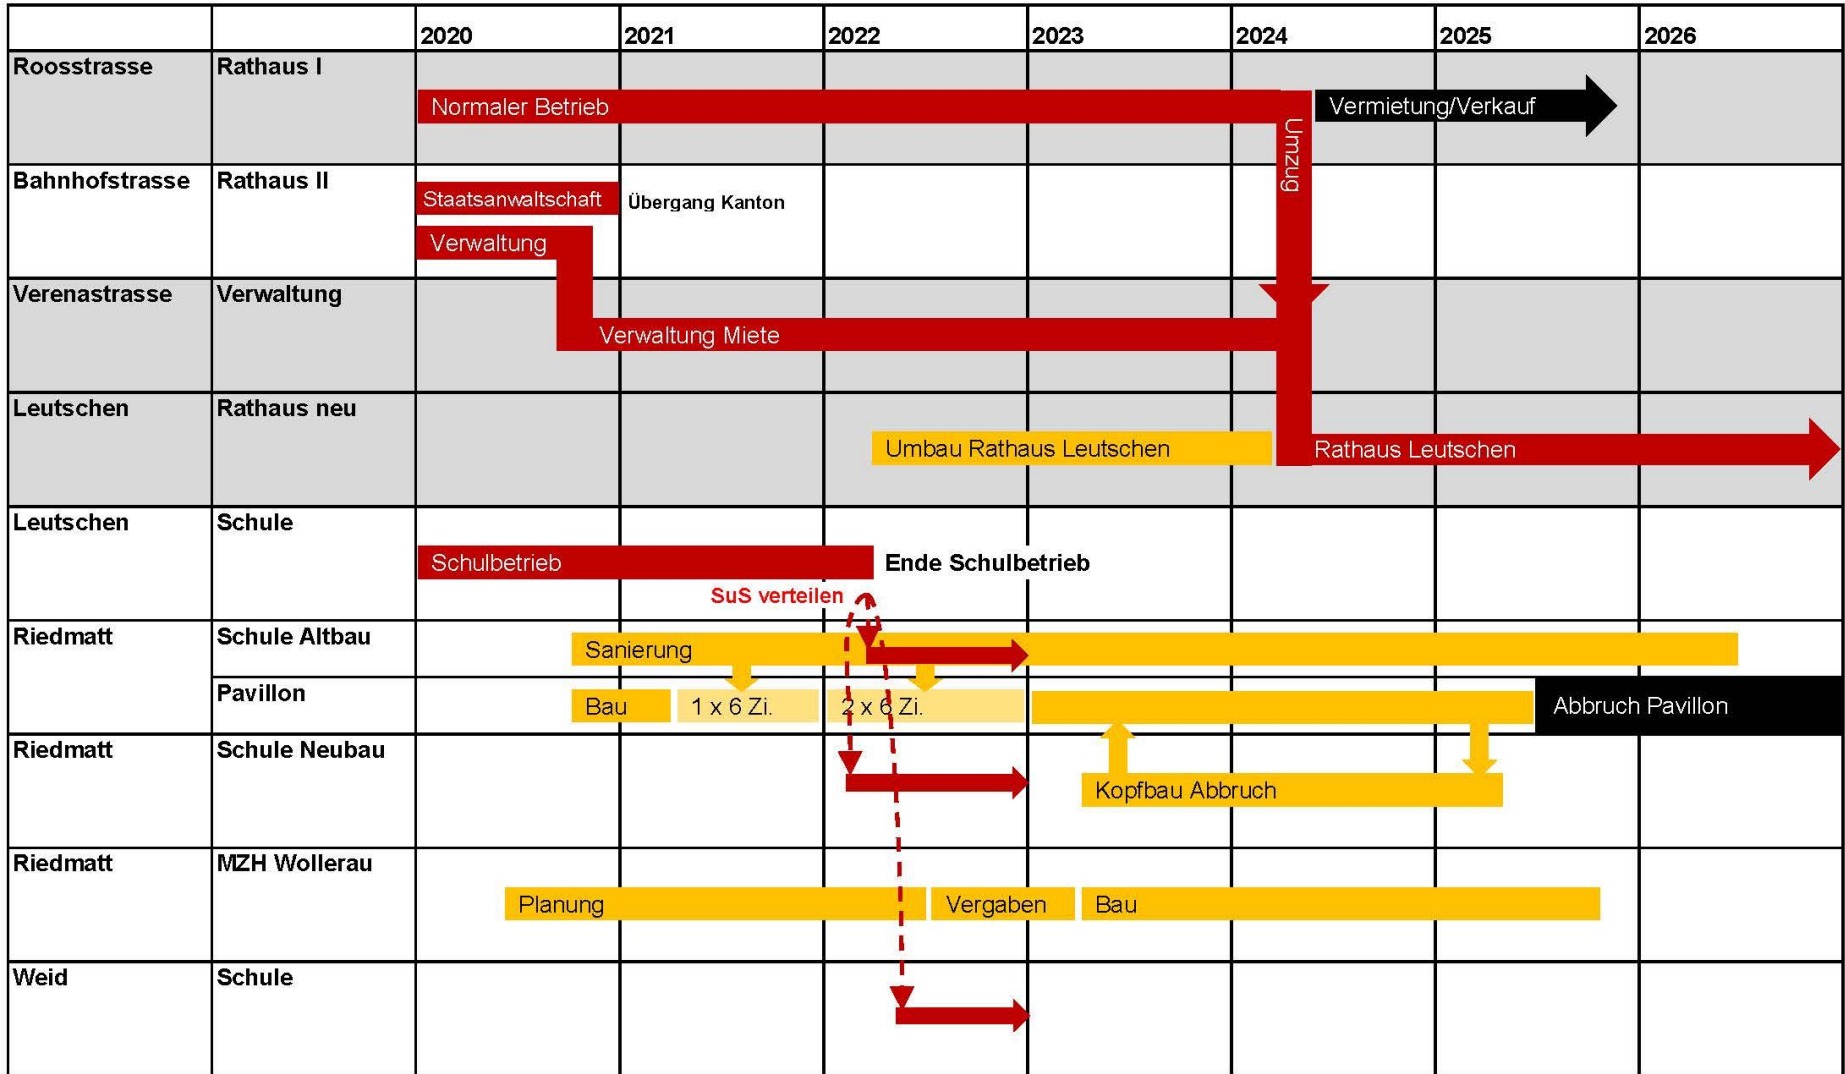 2020 2021 2022 2023 2024 2025 2026
Roosstrasse Rathaus I
Normaler Betrieb Vermietung/Verkauf
Umzug
Bahnhofstrasse Rathaus II
Staatsanwaltschaft Übergang Kanton
Verwaltung
Verenastrasse Verwaltung
Verwaltung Miete
Leutschen Rathaus neu
Umbau Rathaus Leutschen Rathaus Leutschen
Leutschen Schule
Schulbetrieb Ende Schulbetrieb
SuS verteilen
Riedmatt Schule Altbau
Sanierung
Pavillon
Bau 1 x 6 Zi. 2 x 6 Zi. Abbruch Pavillon
Riedmatt Schule Neubau
Kopfbau Abbruch
Riedmatt MZH Wollerau
Planung Vergaben Bau
Weid Schule